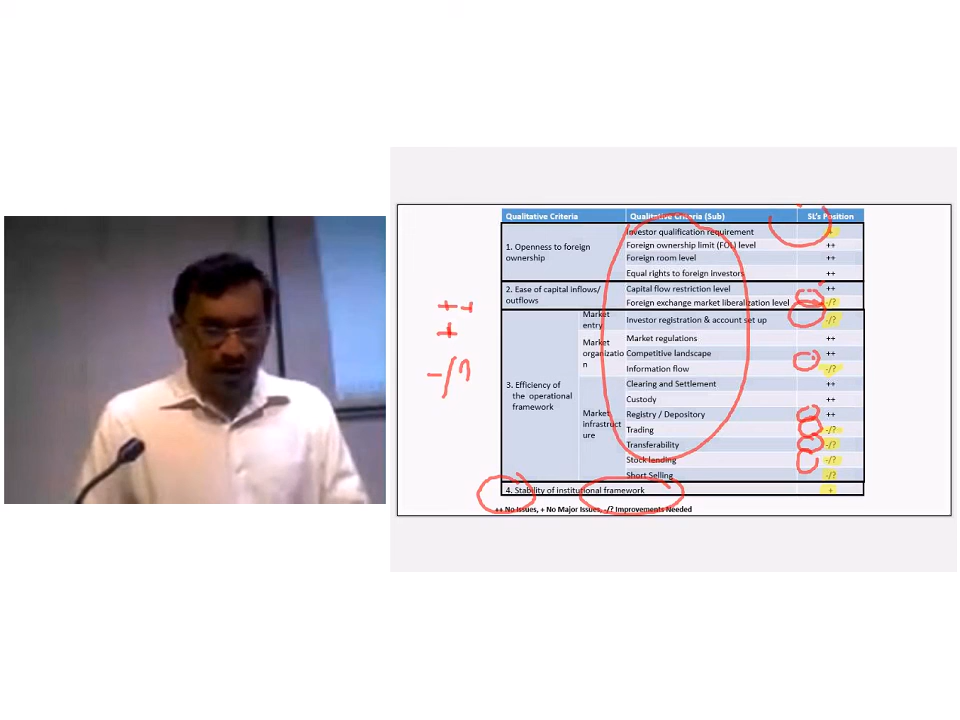 Qualitative Criteria Qualitative Criteria (Sub) SL's Position
1. Openness to foreign ownership
Investor qualification requirement +
Foreign ownership limit (FOL) level ++
Foreign room level ++
Equal rights to foreign investors ++
2. Ease of capital inflows/ outflows
Capital flow restriction level ++
Foreign exchange market liberalization level -/?
3. Efficiency of the operational framework
Market entry
Investor registration & account set up -/?
Market organization
Market regulations ++
Competitive landscape ++
Information flow -/?
Market infrastructure
Clearing and Settlement ++
Custody ++
Registry / Depository ++
Trading -/?
Transferability -/?
Stock lending -/?
Short Selling -/?
4. Stability of institutional framework +
++ No Issues, + No Major Issues, -/? Improvements Needed
++
+
-/?